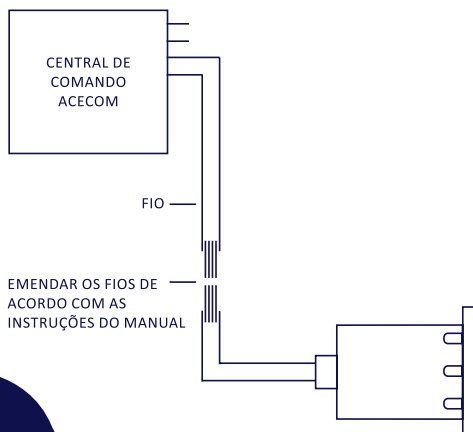 CENTRAL DE
COMANDO
ACECOM
FIO
EMENDAR OS FIOS DE
ACORDO COM AS
INSTRUÇÕES DO MANUAL